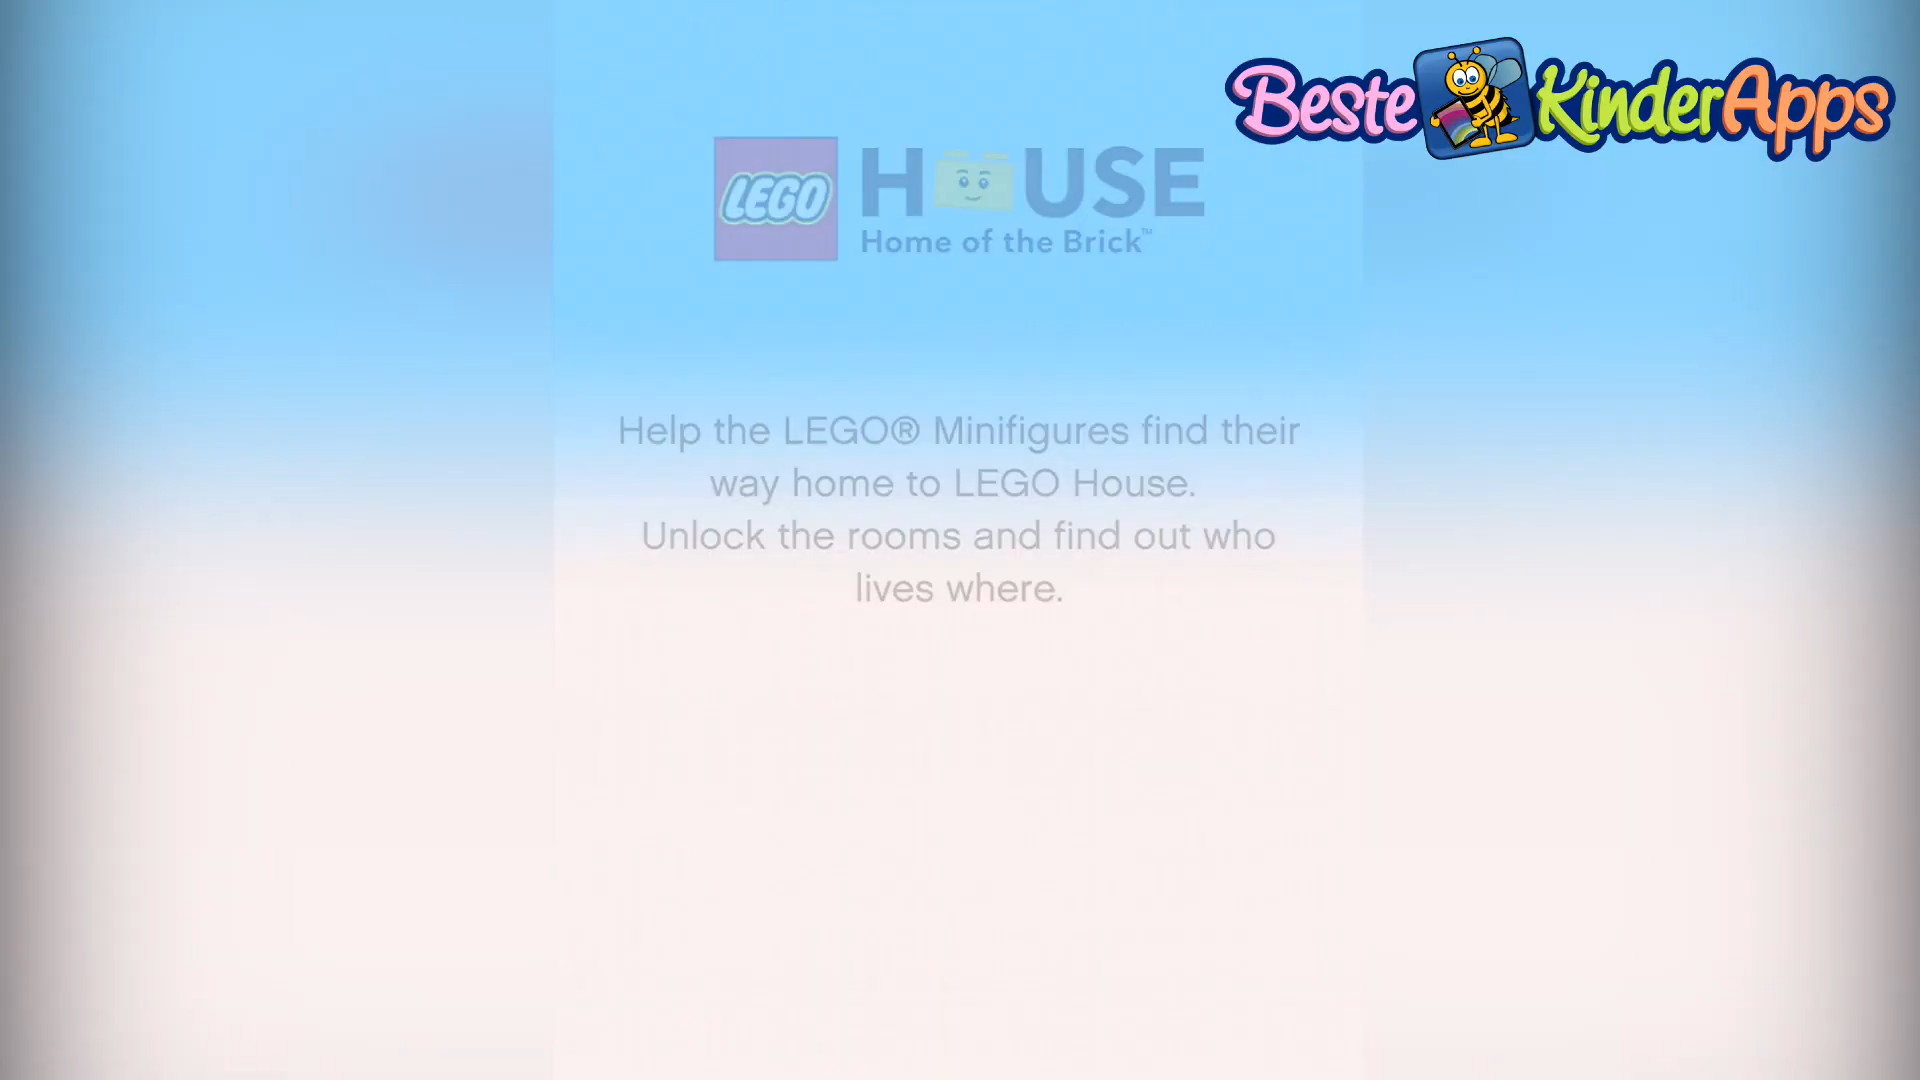 Beste KinderApps
LEGO HOUSE
Home of the Brick™
Help the LEGO® Minifigures find their
way home to LEGO House.
Unlock the rooms and find out who
lives where.